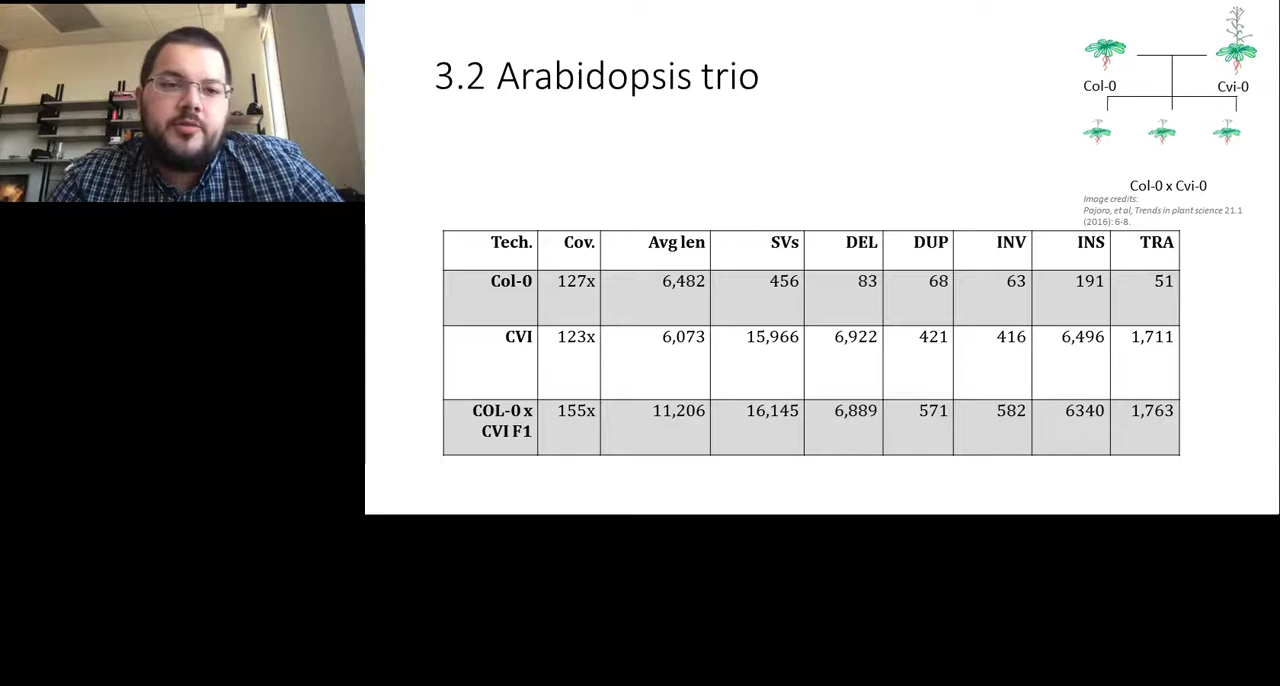 3.2 Arabidopsis trio
Col-0 Cvi-0
Col-0 x Cvi-0
Image credits:
Pajoro, et al, Trends in plant science 21.1
(2016): 6-8.
Tech. Cov. Avg len SVs DEL DUP INV INS TRA
Col-0 127x 6,482 456 83 68 63 191 51
CVI 123x 6,073 15,966 6,922 421 416 6,496 1,711
COL-0 x 155x 11,206 16,145 6,889 571 582 6340 1,763
CVI F1